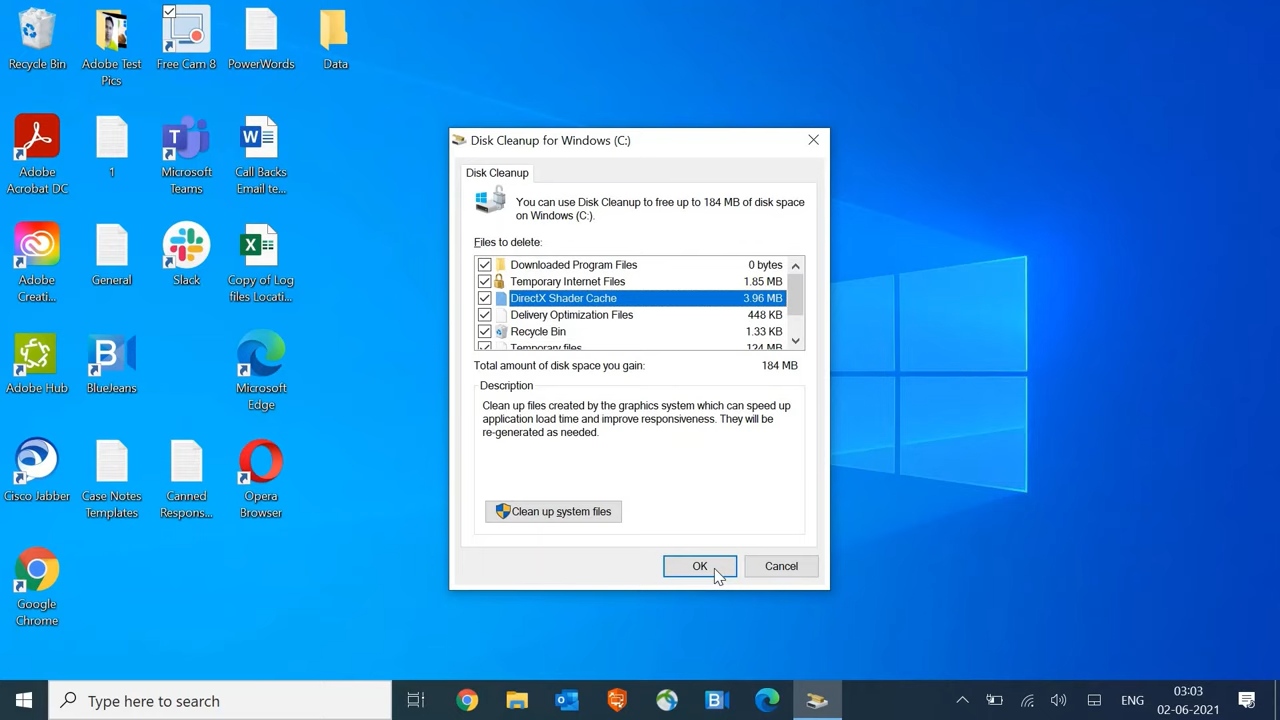 Recycle Bin
Adobe Test
Pics
Free Cam 8
PowerWords
Data
Adobe
Acrobat DC
1
Microsoft
Teams
Call Backs
Email te...
Adobe
Creati...
General
Slack
Copy of Log
files Locati...
Adobe Hub
BlueJeans
Microsoft
Edge
Cisco Jabber
Case Notes
Templates
Canned
Respons...
Opera
Browser
Google
Chrome
Disk Cleanup for Windows (C:)
Disk Cleanup
You can use Disk Cleanup to free up to 184 MB of disk space
on Windows (C:).
Files to delete:
Downloaded Program Files 0 bytes
Temporary Internet Files 1.85 MB
DirectX Shader Cache 3.96 MB
Delivery Optimization Files 448 KB
Recycle Bin 1.33 KB
Temporary files 124 MB
Total amount of disk space you gain: 184 MB
Description
Clean up files created by the graphics system which can speed up
application load time and improve responsiveness. They will be
re-generated as needed.
Clean up system files
OK Cancel
Type here to search
ENG
03:03
02-06-2021